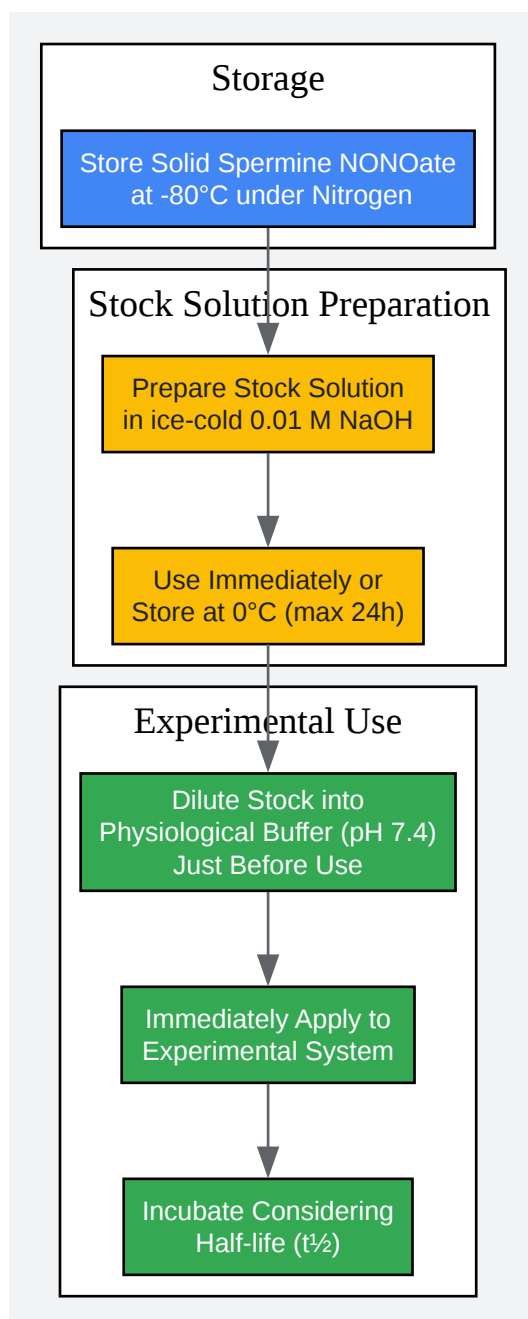 Storage
Store Solid Spermine NONOate
at -80°C under Nitrogen
Stock Solution Preparation
Prepare Stock Solution
in ice-cold 0.01 M NaOH
Use Immediately or
Store at 0°C (max 24h)
Experimental Use
Dilute Stock into
Physiological Buffer (pH 7.4)
Just Before Use
Immediately Apply to
Experimental System
Incubate Considering
Half-life (t½)